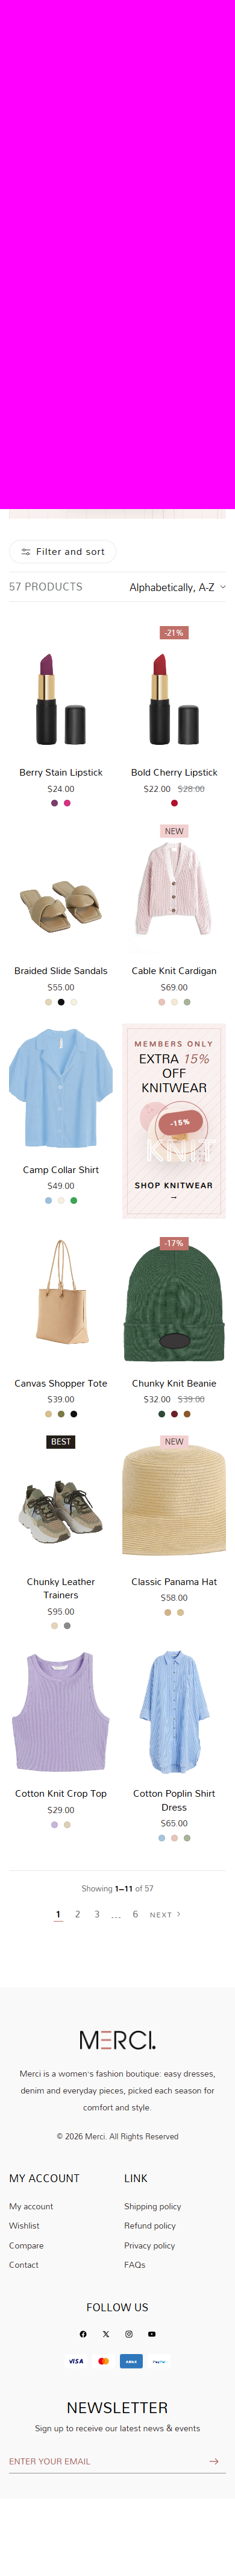 Filter and sort
57 PRODUCTS
Alphabetically, A-Z
-21%
Berry Stain Lipstick
$24.00
Bold Cherry Lipstick
$22.00 $28.00
NEW
Braided Slide Sandals
$55.00
Cable Knit Cardigan
$69.00
Camp Collar Shirt
$49.00
MEMBERS ONLY
EXTRA 15%
OFF
KNITWEAR
-15%
KNIT
SHOP KNITWEAR
→
Canvas Shopper Tote
$39.00
-17%
Chunky Knit Beanie
$32.00 $39.00
BEST
Chunky Leather
Trainers
$95.00
NEW
Classic Panama Hat
$58.00
Cotton Knit Crop Top
$29.00
Cotton Poplin Shirt
Dress
$65.00
Showing 1–11 of 57
1 2 3 ... 6 NEXT
MERCI.
Merci is a women's fashion boutique: easy dresses,
denim and everyday pieces, picked each season for
comfort and style.
© 2026 Merci. All Rights Reserved
MY ACCOUNT
My account
Wishlist
Compare
Contact
LINK
Shipping policy
Refund policy
Privacy policy
FAQs
FOLLOW US
VISA
AMEX
PayPal
NEWSLETTER
Sign up to receive our latest news & events
ENTER YOUR EMAIL